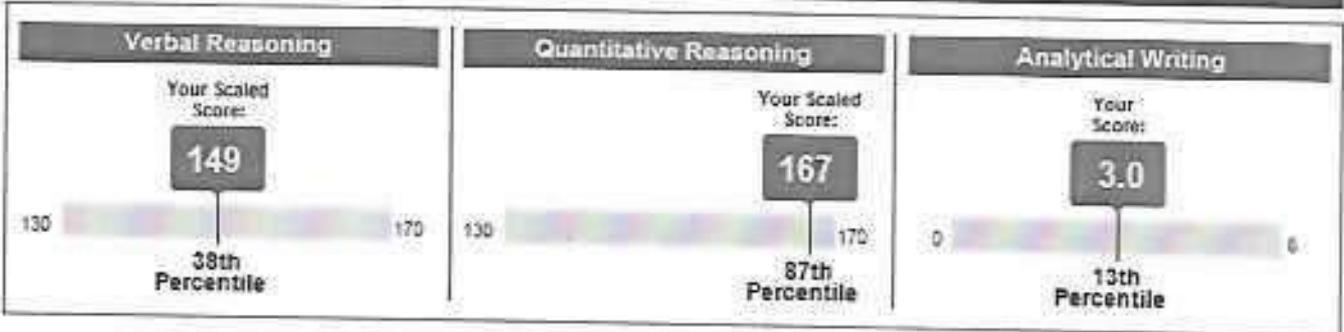 Verbal Reasoning
Your Scaled
Score:
149
130
170
38th
Percentile
Quantitative Reasoning
Your Scaled
Score:
167
130
170
87th
Percentile
Analytical Writing
Your
Score:
3.0
0
6
13th
Percentile